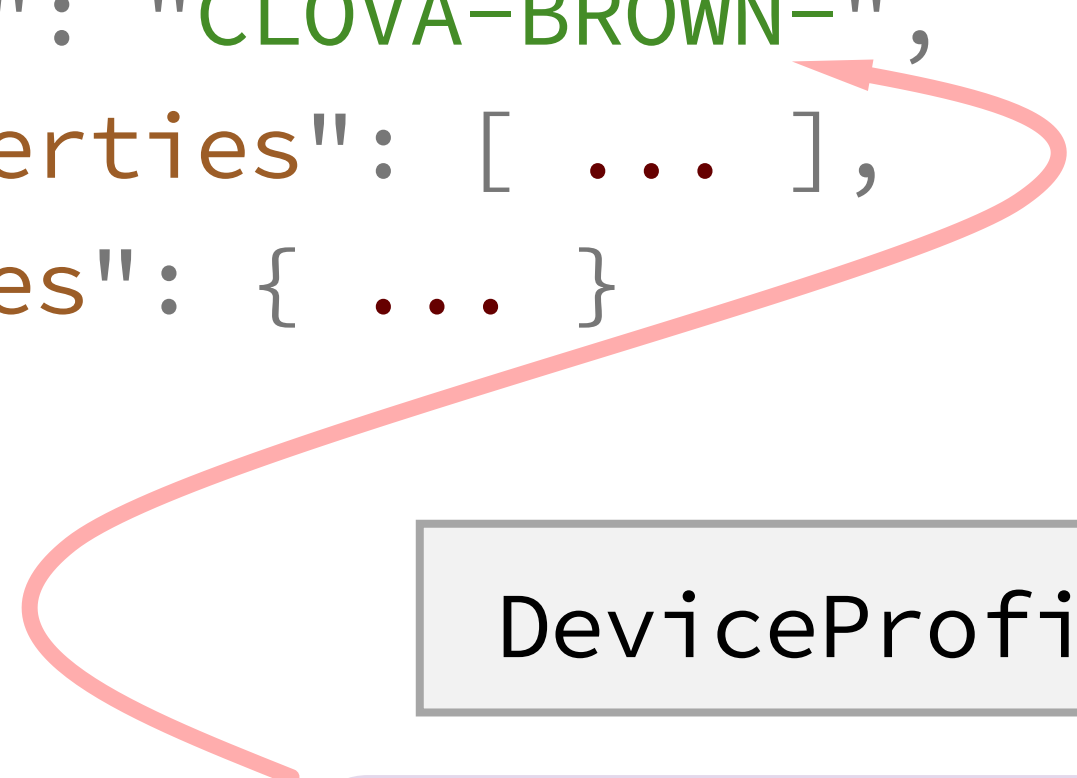 ": "CLOVA-BROWN-",
erties": [ ... ],
es": { ... }
DeviceProfi